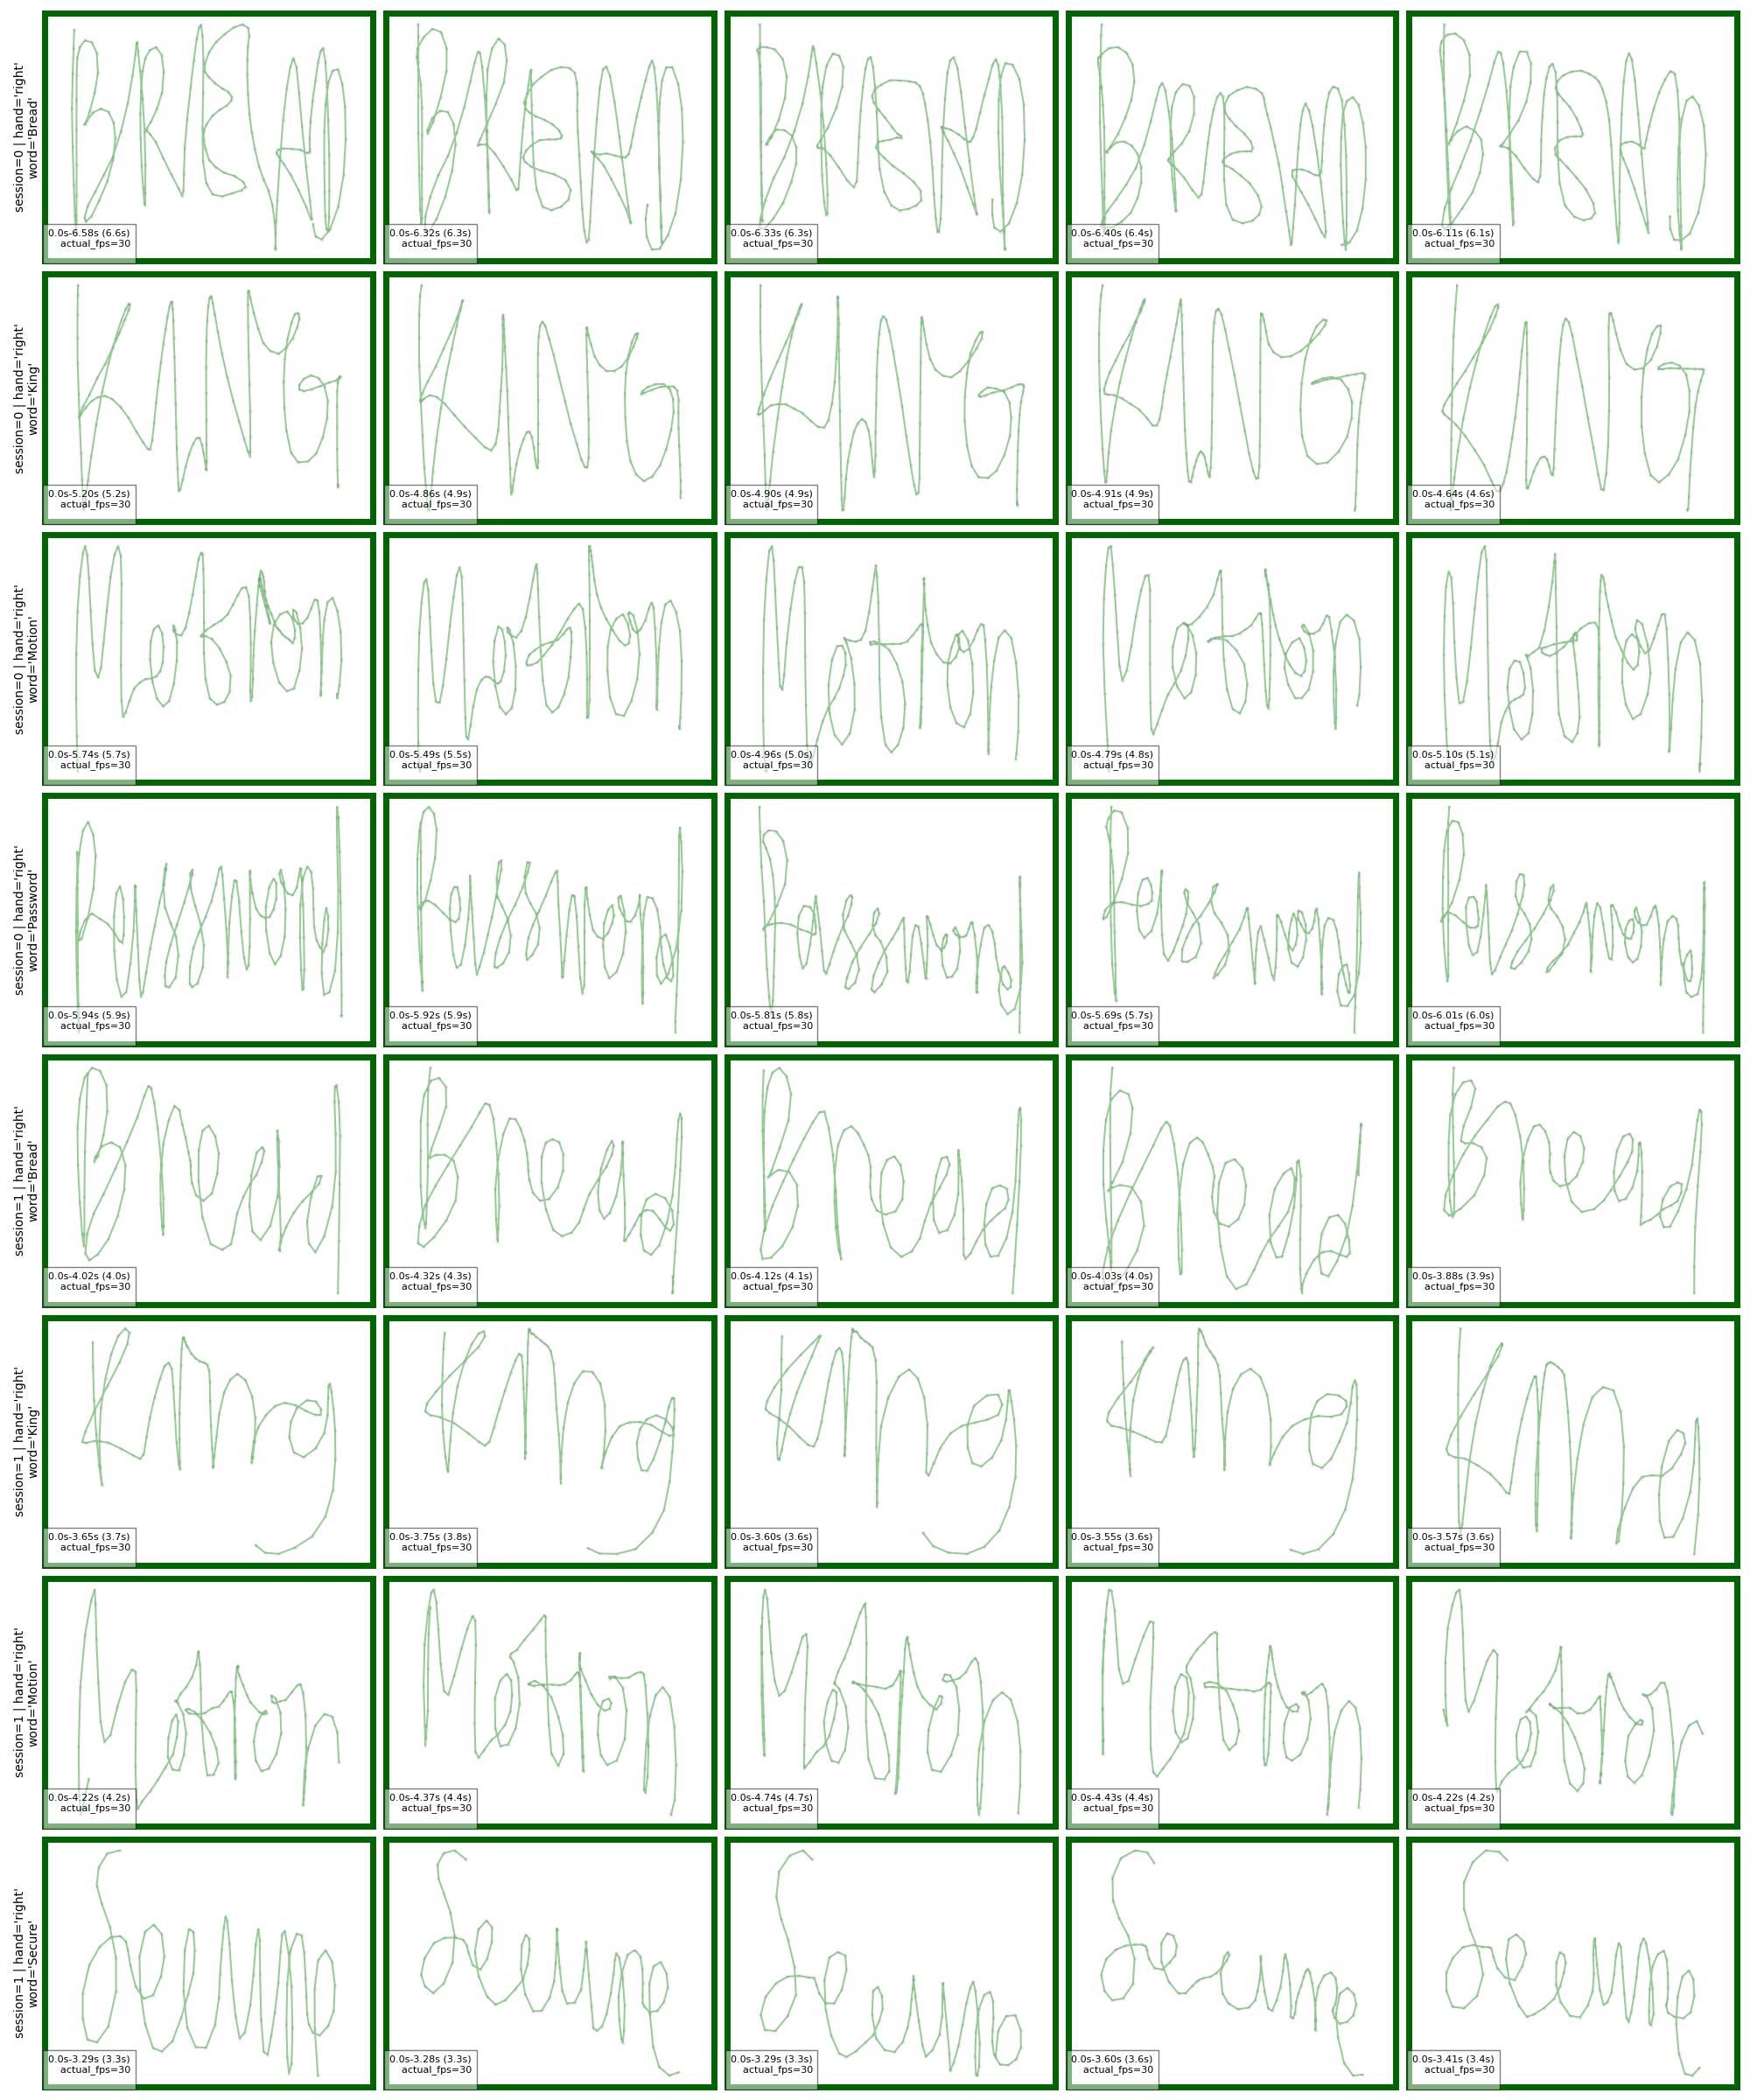 session=0 | hand='right'
word='Bread'
BREAD BREAD BREAD BREAD BREAD
0.0s-6.58s (6.6s) 0.0s-6.32s (6.3s) 0.0s-6.33s (6.3s) 0.0s-6.40s (6.4s) 0.0s-6.11s (6.1s)
actual_fps=30 actual_fps=30 actual_fps=30 actual_fps=30 actual_fps=30
session=0 | hand='right'
word='King'
KING KING KING KING KING
0.0s-5.20s (5.2s) 0.0s-4.86s (4.9s) 0.0s-4.90s (4.9s) 0.0s-4.91s (4.9s) 0.0s-4.64s (4.6s)
actual_fps=30 actual_fps=30 actual_fps=30 actual_fps=30 actual_fps=30
session=0 | hand='right'
word='Motion'
Motion Motion Motion Motion Motion
0.0s-5.74s (5.7s) 0.0s-5.49s (5.5s) 0.0s-4.96s (5.0s) 0.0s-4.79s (4.8s) 0.0s-5.10s (5.1s)
actual_fps=30 actual_fps=30 actual_fps=30 actual_fps=30 actual_fps=30
session=0 | hand='right'
word='Password'
Password Password Password Password Password
0.0s-5.94s (5.9s) 0.0s-5.92s (5.9s) 0.0s-5.81s (5.8s) 0.0s-5.69s (5.7s) 0.0s-6.01s (6.0s)
actual_fps=30 actual_fps=30 actual_fps=30 actual_fps=30 actual_fps=30
session=1 | hand='right'
word='Bread'
Bread Bread Bread Bread Bread
0.0s-4.02s (4.0s) 0.0s-4.32s (4.3s) 0.0s-4.12s (4.1s) 0.0s-4.03s (4.0s) 0.0s-3.88s (3.9s)
actual_fps=30 actual_fps=30 actual_fps=30 actual_fps=30 actual_fps=30
session=1 | hand='right'
word='King'
King King King King King
0.0s-3.65s (3.7s) 0.0s-3.75s (3.8s) 0.0s-3.60s (3.6s) 0.0s-3.55s (3.6s) 0.0s-3.57s (3.6s)
actual_fps=30 actual_fps=30 actual_fps=30 actual_fps=30 actual_fps=30
session=1 | hand='right'
word='Motion'
Motion Motion Motion Motion Motion
0.0s-4.22s (4.2s) 0.0s-4.37s (4.4s) 0.0s-4.74s (4.7s) 0.0s-4.43s (4.4s) 0.0s-4.22s (4.2s)
actual_fps=30 actual_fps=30 actual_fps=30 actual_fps=30 actual_fps=30
session=1 | hand='right'
word='Secure'
Secure Secure Secure Secure Secure
0.0s-3.29s (3.3s) 0.0s-3.28s (3.3s) 0.0s-3.29s (3.3s) 0.0s-3.60s (3.6s) 0.0s-3.41s (3.4s)
actual_fps=30 actual_fps=30 actual_fps=30 actual_fps=30 actual_fps=30